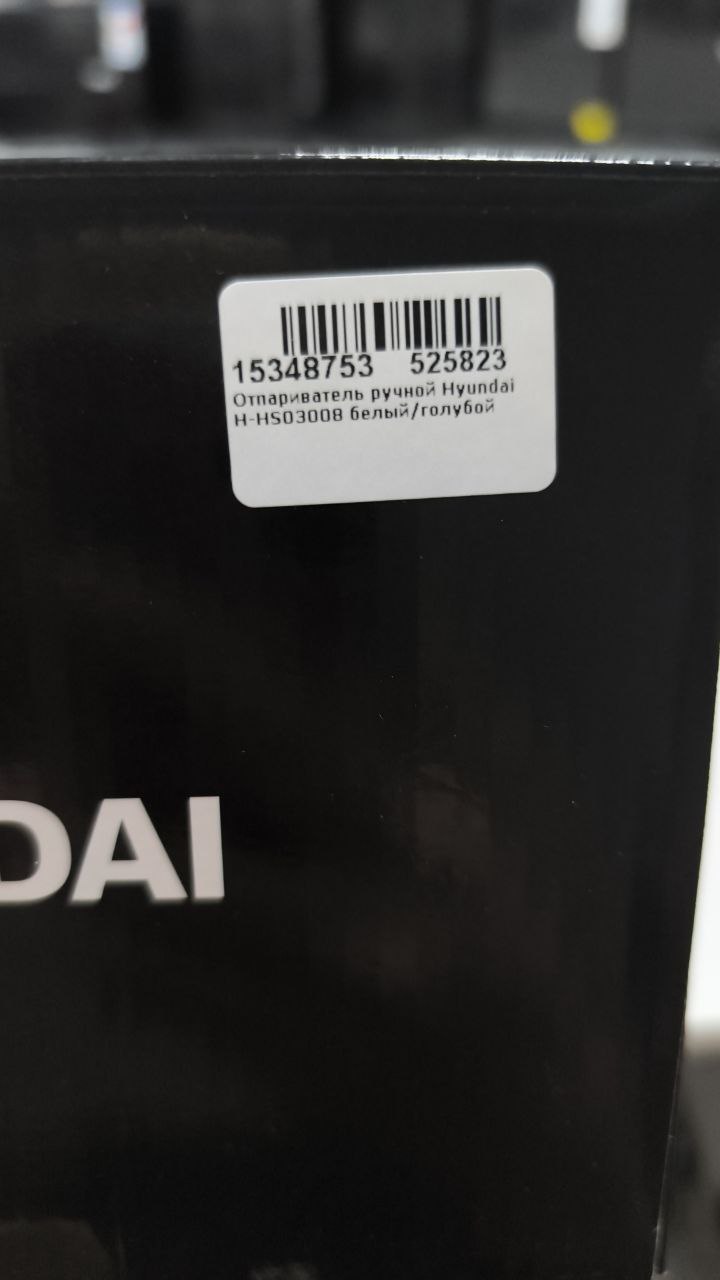 15348753 525823
Отпариватель ручной Hyundai
H-HS03008 белый/голубой
DAI